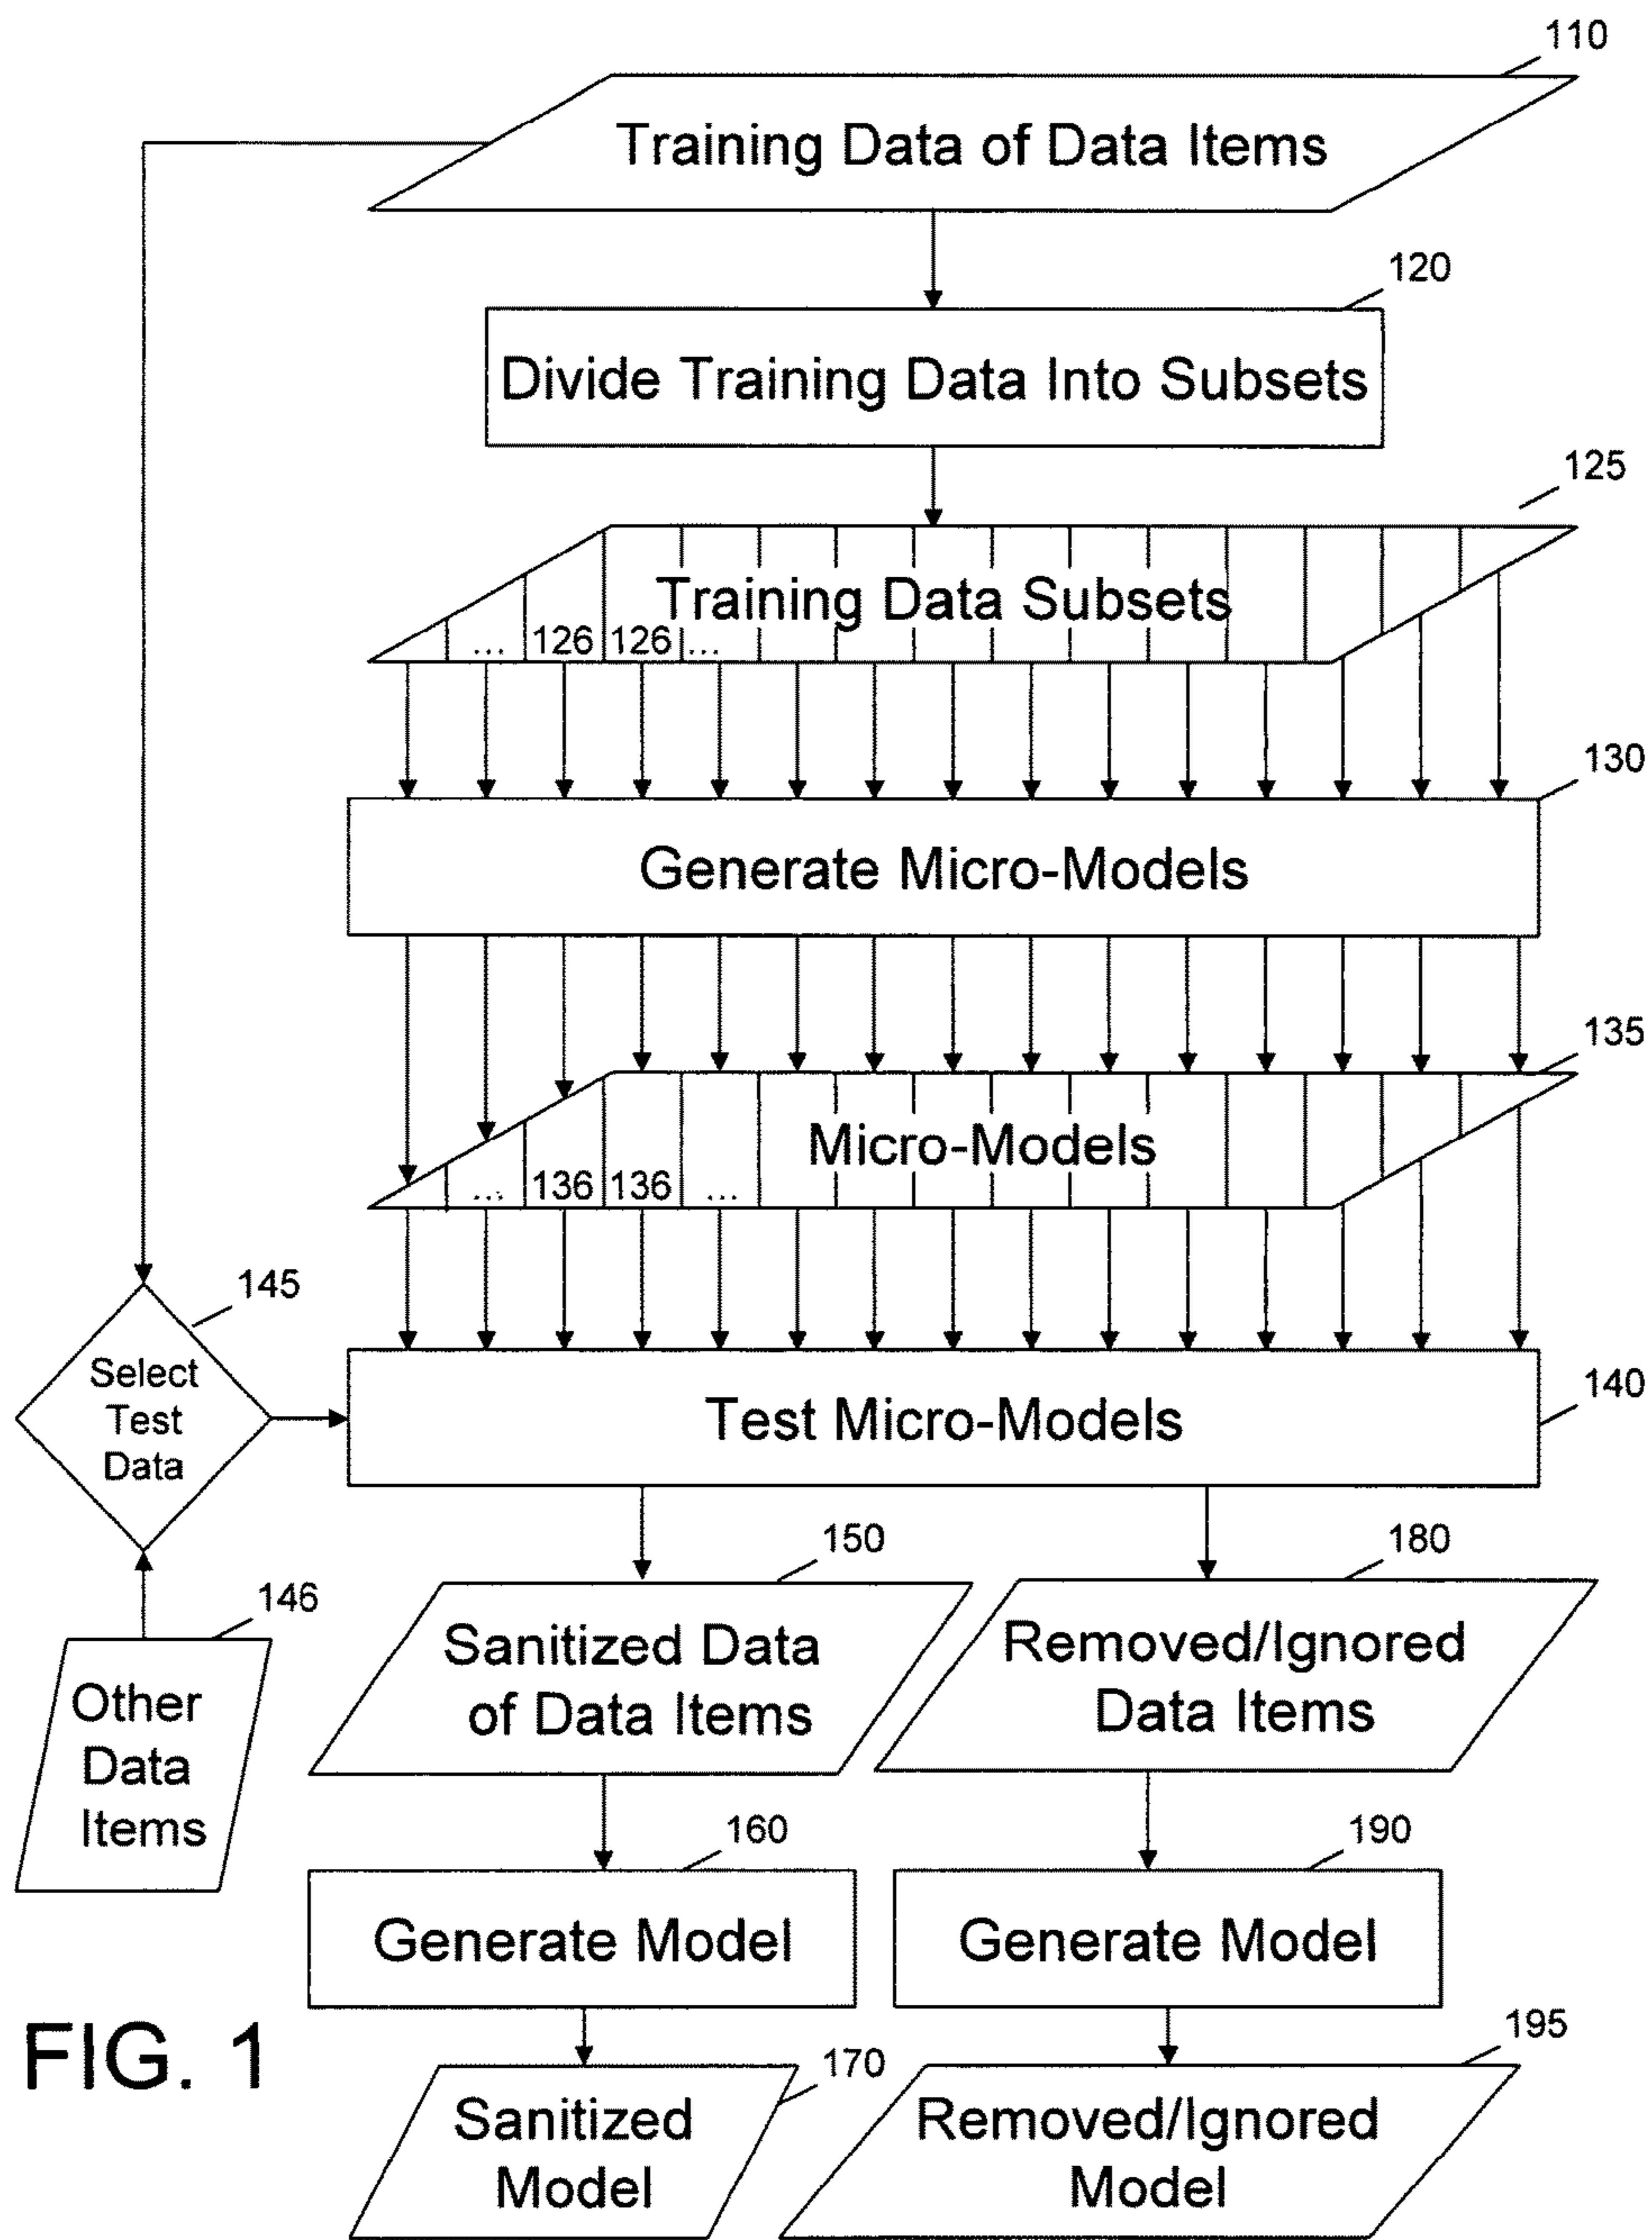 110
Training Data of Data Items
120
Divide Training Data Into Subsets
125
Training Data Subsets
... 126 126 ...
130
Generate Micro-Models
135
Micro-Models
... 136 136 ...
145
Select
Test
Data
140
Test Micro-Models
150
180
146
Sanitized Data
of Data Items
Removed/Ignored
Data Items
Other
Data
Items
160
190
Generate Model
Generate Model
FIG. 1
170
195
Sanitized
Model
Removed/Ignored
Model